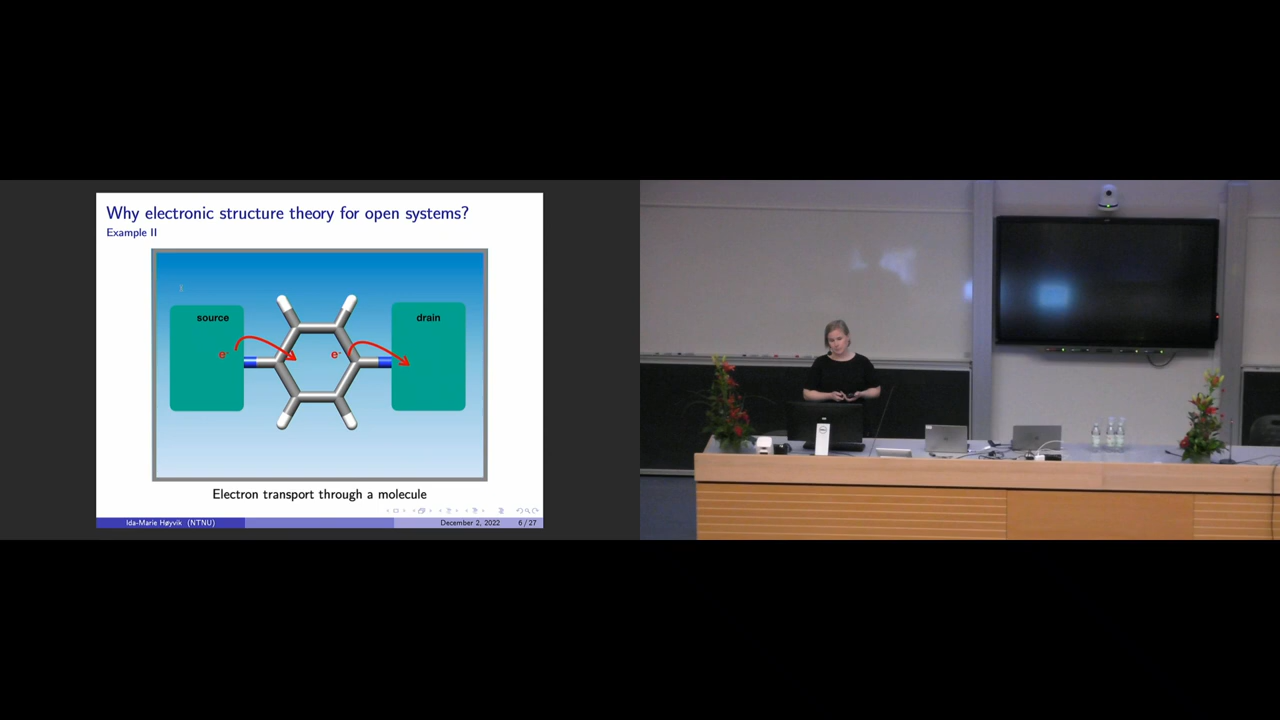 Why electronic structure theory for open systems?
Example II
source
drain
e-
e-
Electron transport through a molecule
Ida-Marie Høyvik (NTNU)
December 2, 2022
6 / 27